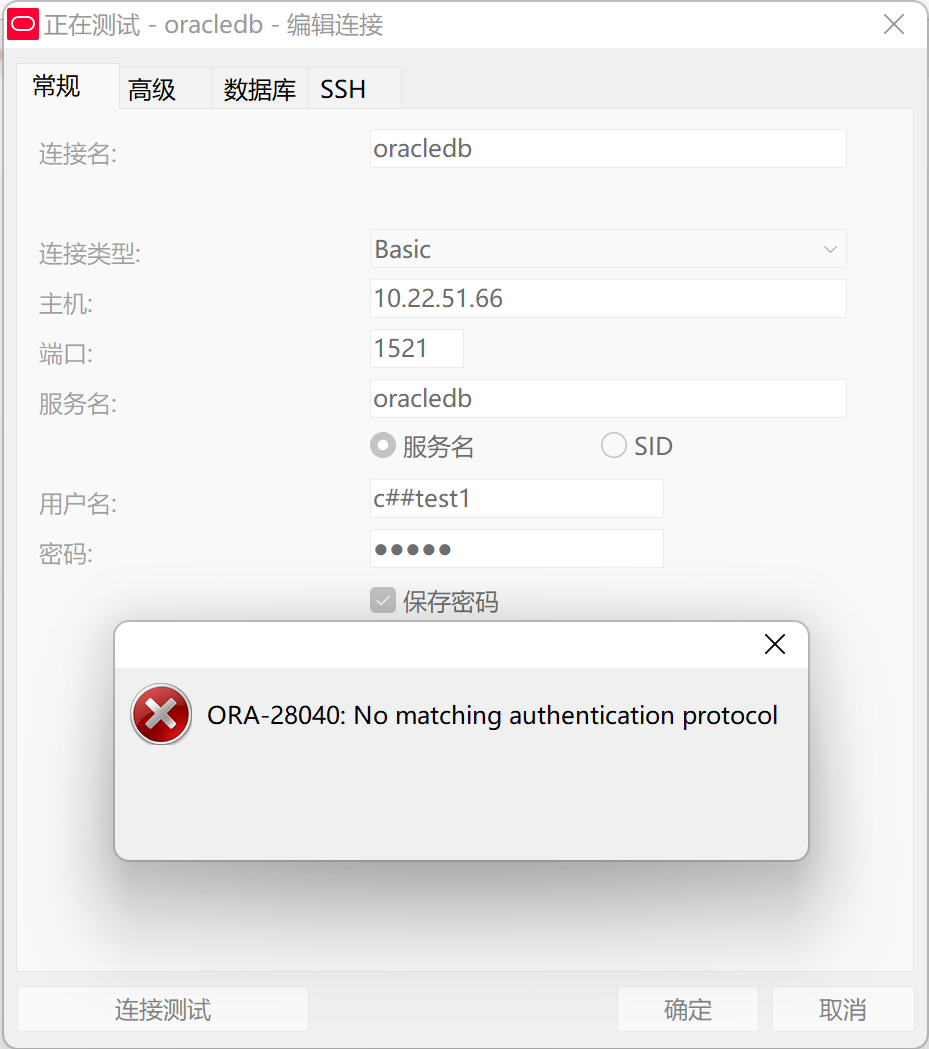 正在测试 - oracledb - 编辑连接
常规 高级 数据库 SSH
连接名: oracledb
连接类型: Basic
主机: 10.22.51.66
端口: 1521
服务名: oracledb
服务名 SID
用户名: c##test1
密码: ●●●●●
保存密码
ORA-28040: No matching authentication protocol
连接测试 确定 取消